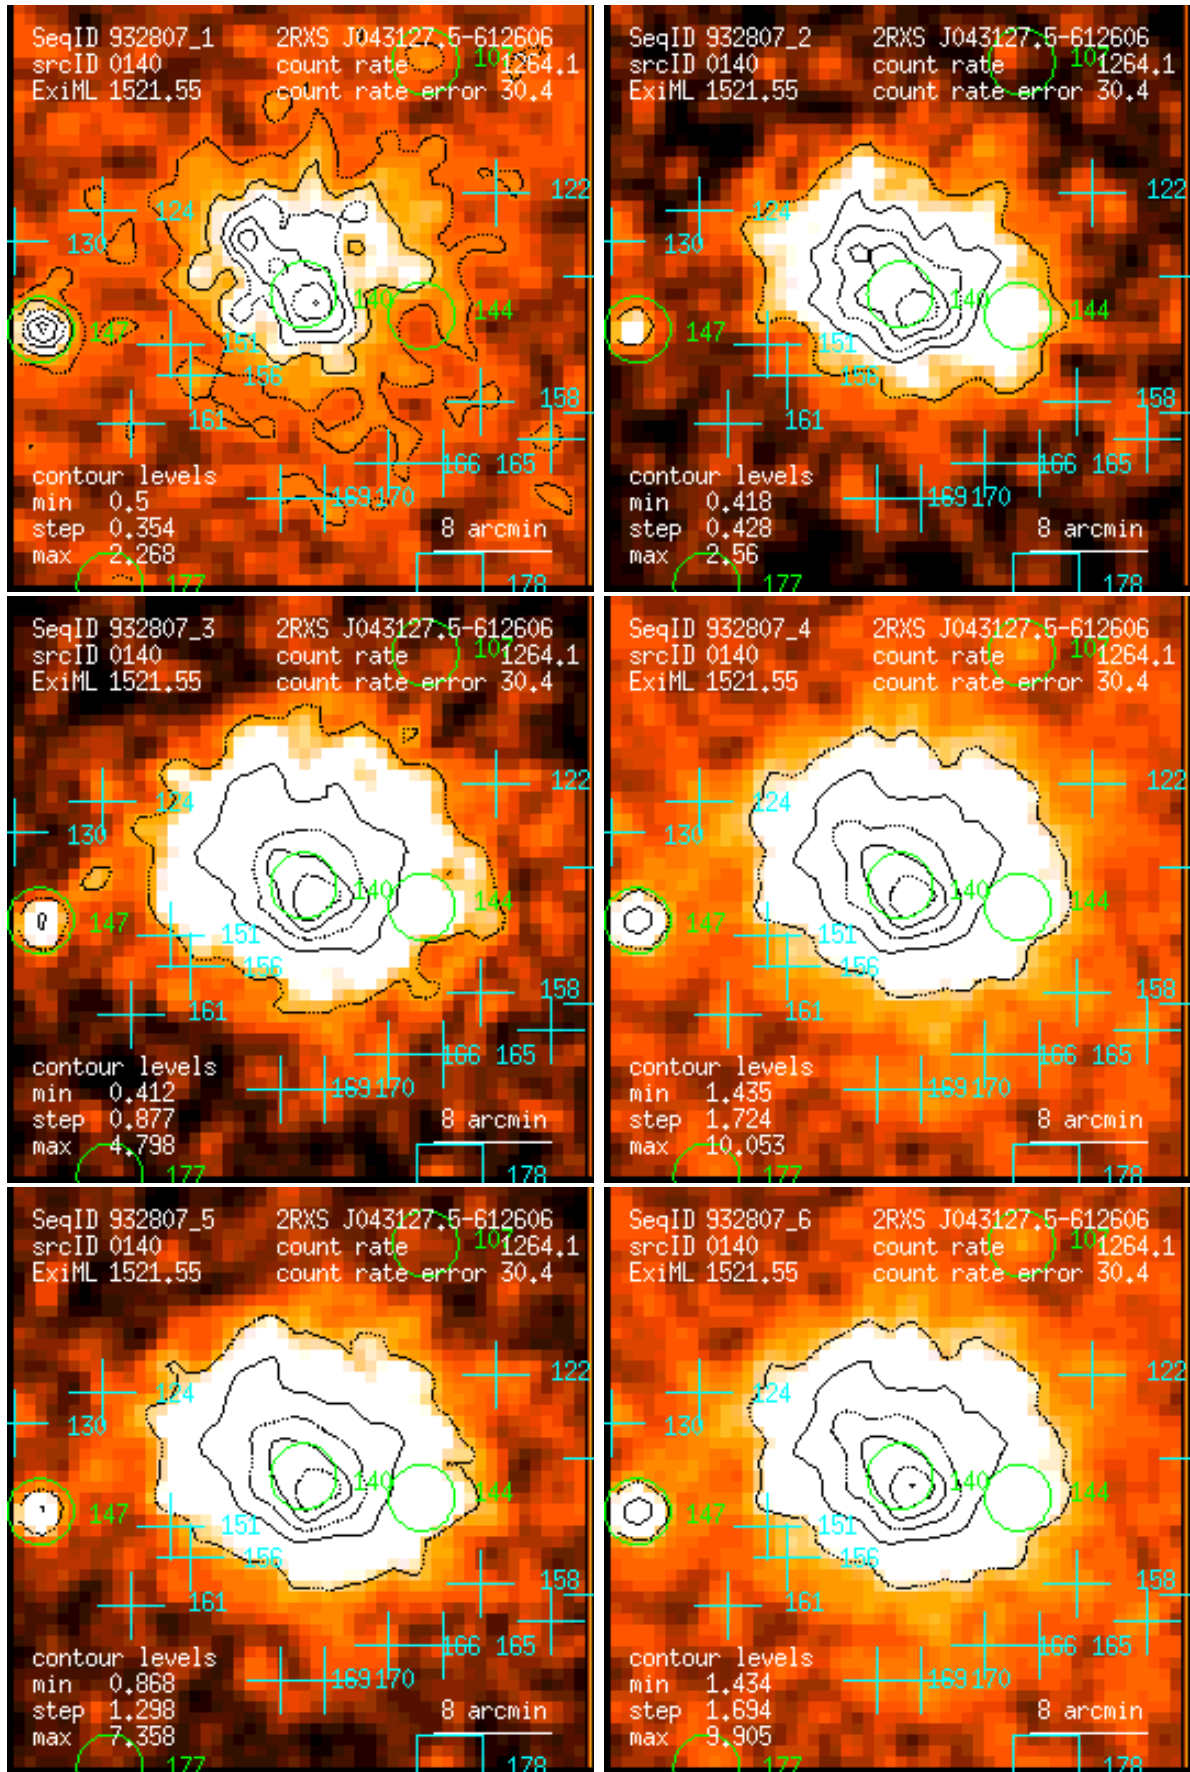 SeqID 932807_1 2RXS J043127.5-612606
srcID 0140 count rate 1264.1
107
ExiML 1521.55 count rate error 30.4
122
124
130
140
144
147
151
156
158
161
166 165
169 170
contour levels
min 0.5
step 0.354
max 2.268
8 arcmin
177
178
SeqID 932807_2 2RXS J043127.5-612606
srcID 0140 count rate 1264.1
107
ExiML 1521.55 count rate error 30.4
122
124
130
140
144
147
151
156
158
161
166 165
169 170
contour levels
min 0.418
step 0.428
max 2.56
8 arcmin
177
178
SeqID 932807_3 2RXS J043127.5-612606
srcID 0140 count rate 1264.1
107
ExiML 1521.55 count rate error 30.4
122
124
130
140
144
147
151
156
158
161
166 165
169 170
contour levels
min 0.412
step 0.877
max 4.798
8 arcmin
177
178
SeqID 932807_4 2RXS J043127.5-612606
srcID 0140 count rate 1264.1
107
ExiML 1521.55 count rate error 30.4
122
124
130
140
144
147
151
156
158
161
166 165
169 170
contour levels
min 1.435
step 1.724
max 10.053
8 arcmin
177
178
SeqID 932807_5 2RXS J043127.5-612606
srcID 0140 count rate 1264.1
107
ExiML 1521.55 count rate error 30.4
122
124
130
140
144
147
151
156
158
161
166 165
169 170
contour levels
min 0.868
step 1.298
max 7.358
8 arcmin
177
178
SeqID 932807_6 2RXS J043127.5-612606
srcID 0140 count rate 1264.1
107
ExiML 1521.55 count rate error 30.4
122
124
130
140
144
147
151
156
158
161
166 165
169 170
contour levels
min 1.434
step 1.694
max 9.905
8 arcmin
177
178